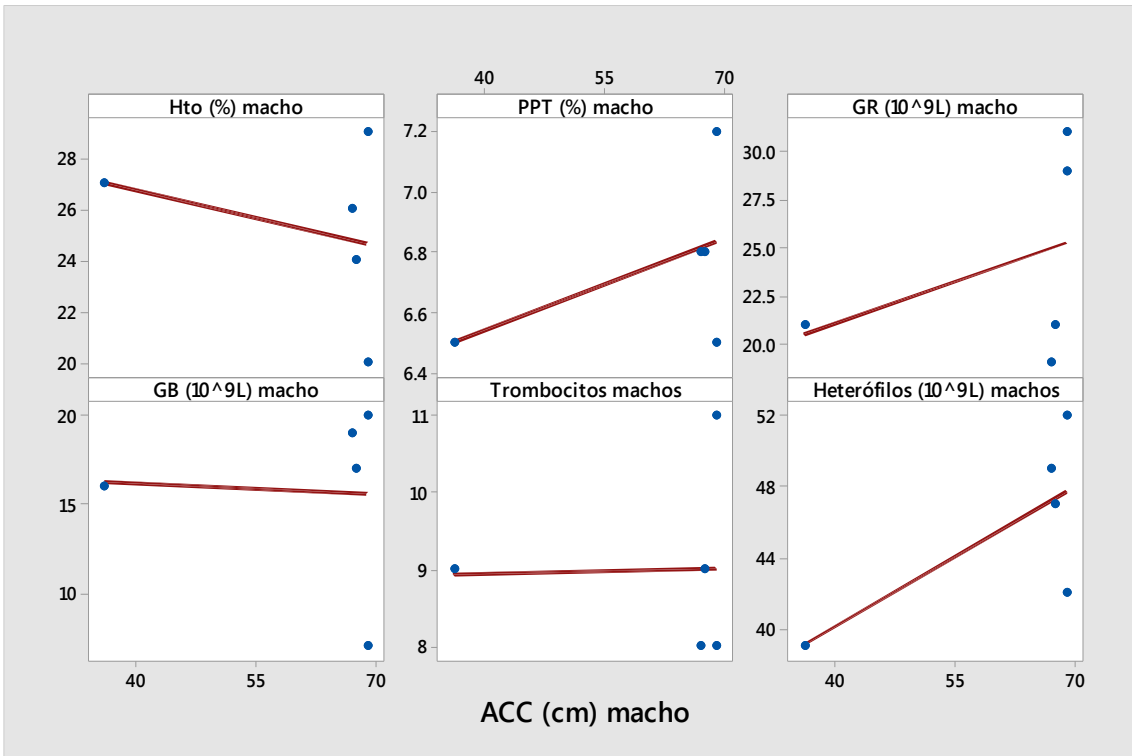 40 55 70
Hto (%) macho
PPT (%) macho
GR (10^9L) macho
28
26
24
22
20
7.2
7.0
6.8
6.6
6.4
30.0
27.5
25.0
22.5
20.0
GB (10^9L) macho
Trombocitos machos
Heterófilos (10^9L) machos
20
15
10
11
10
9
8
52
48
44
40
40 55 70
40 55 70
ACC (cm) macho